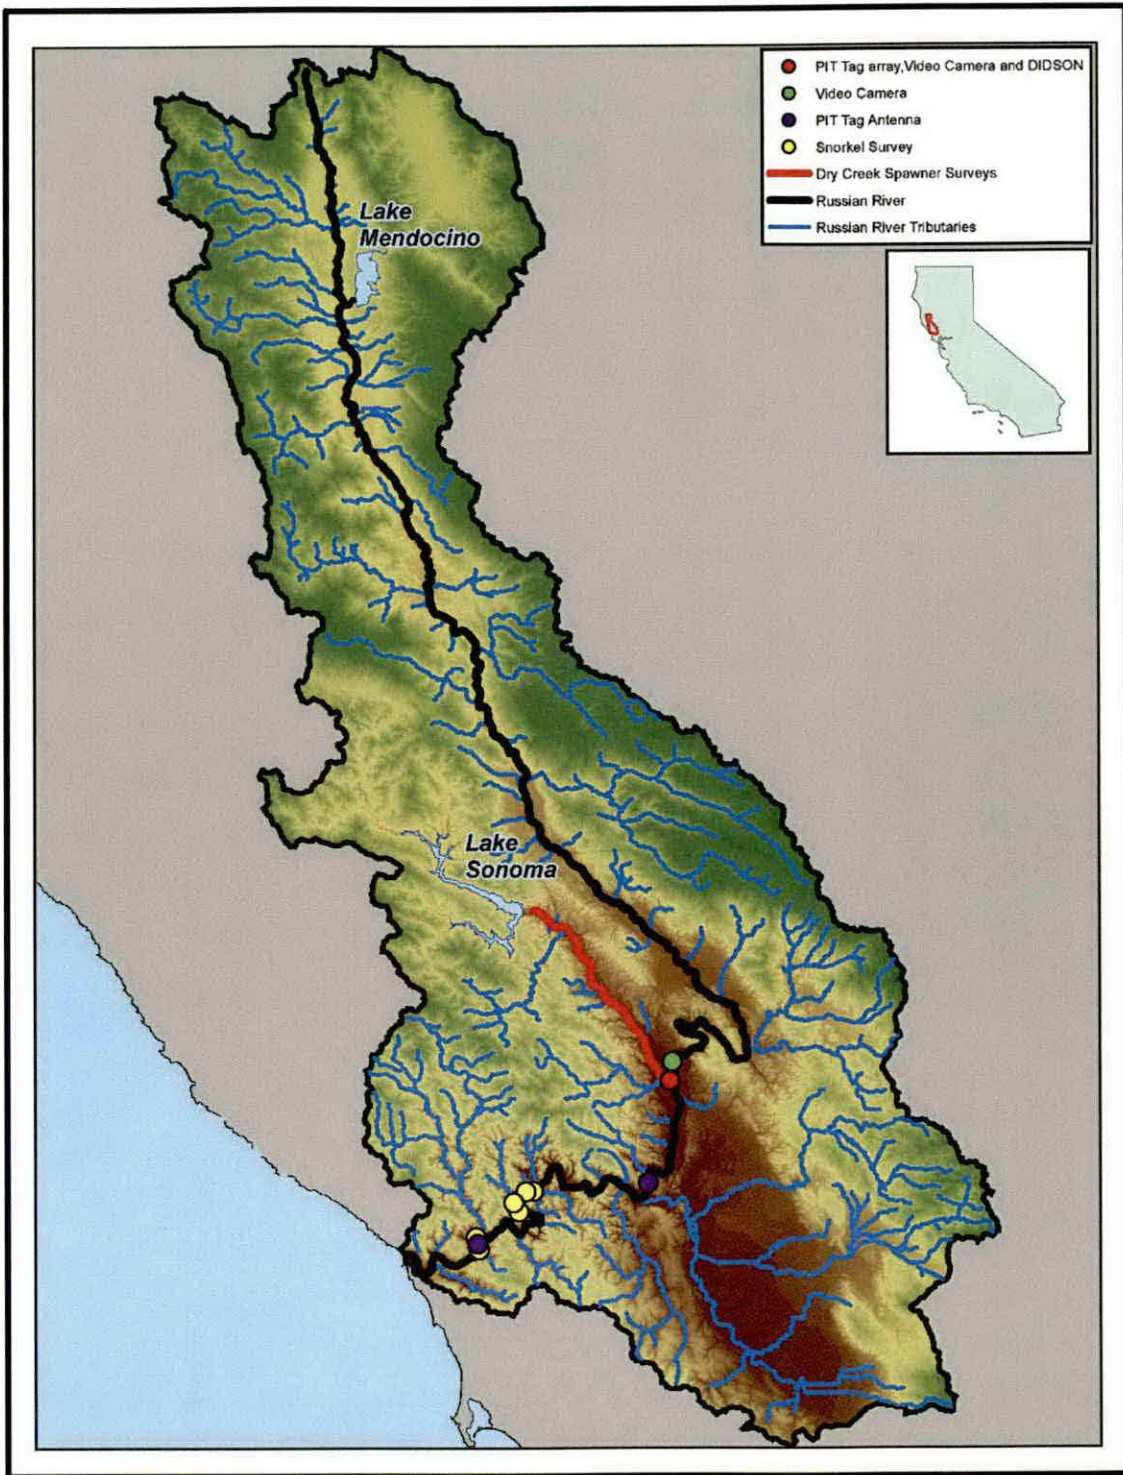 PIT Tag array,Video Camera and DIDSON
Video Camera
PIT Tag Antenna
Snorkel Survey
Dry Creek Spawner Surveys
Russian River
Russian River Tributaries
Lake
Mendocino
Lake
Sonoma